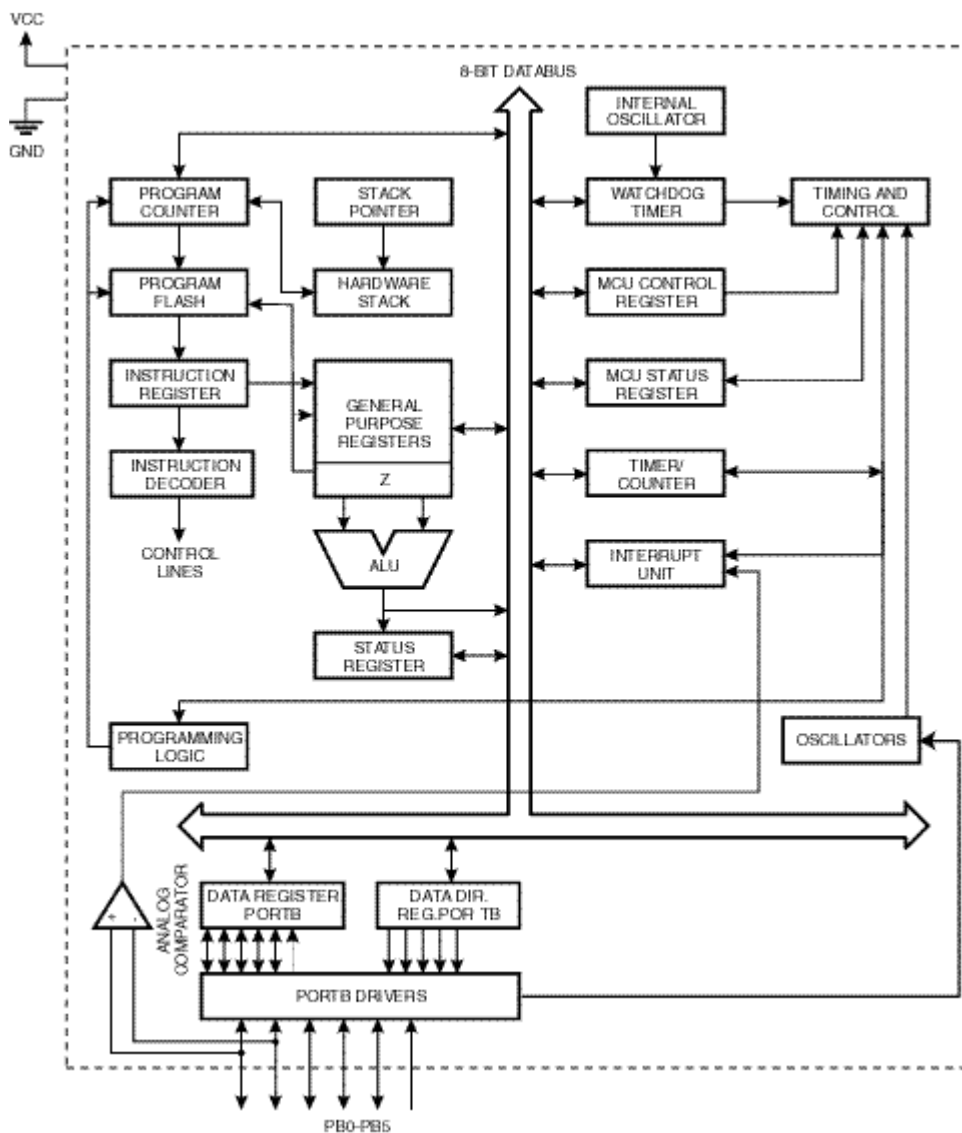 VCC
8-BIT DATABUS
INTERNAL
OSCILLATOR
GND
PROGRAM
COUNTER
STACK
POINTER
WATCHDOG
TIMER
TIMING AND
CONTROL
PROGRAM
FLASH
HARDWARE
STACK
MCU CONTROL
REGISTER
INSTRUCTION
REGISTER
GENERAL
PURPOSE
REGISTERS
MCU STATUS
REGISTER
INSTRUCTION
DECODER
Z
TIMER/
COUNTER
CONTROL
LINES
ALU
INTERRUPT
UNIT
STATUS
REGISTER
PROGRAMMING
LOGIC
OSCILLATORS
+ -
ANALOG
COMPARATOR
DATA REGISTER
PORTB
DATA DIR.
REG.POR TB
PORTB DRIVERS
PB0-PB5